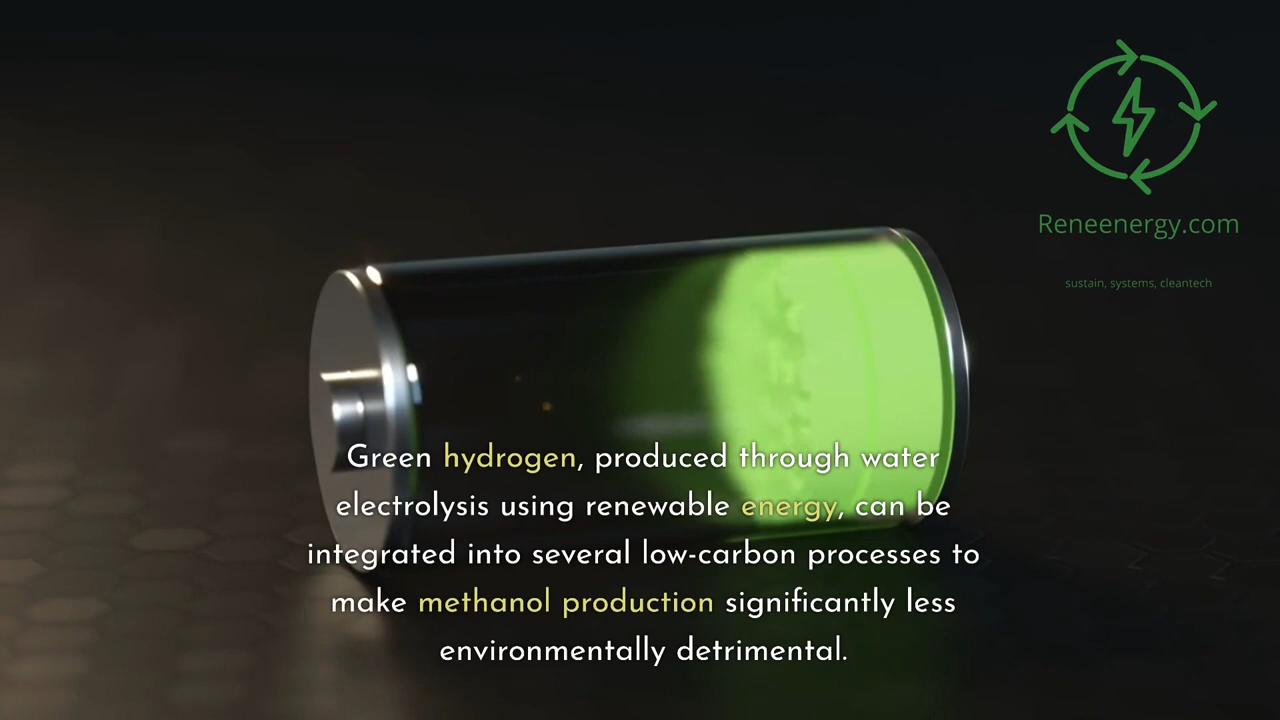 Reneenergy.com
sustain, systems, cleantech
Green hydrogen, produced through water
electrolysis using renewable energy, can be
integrated into several low-carbon processes to
make methanol production significantly less
environmentally detrimental.